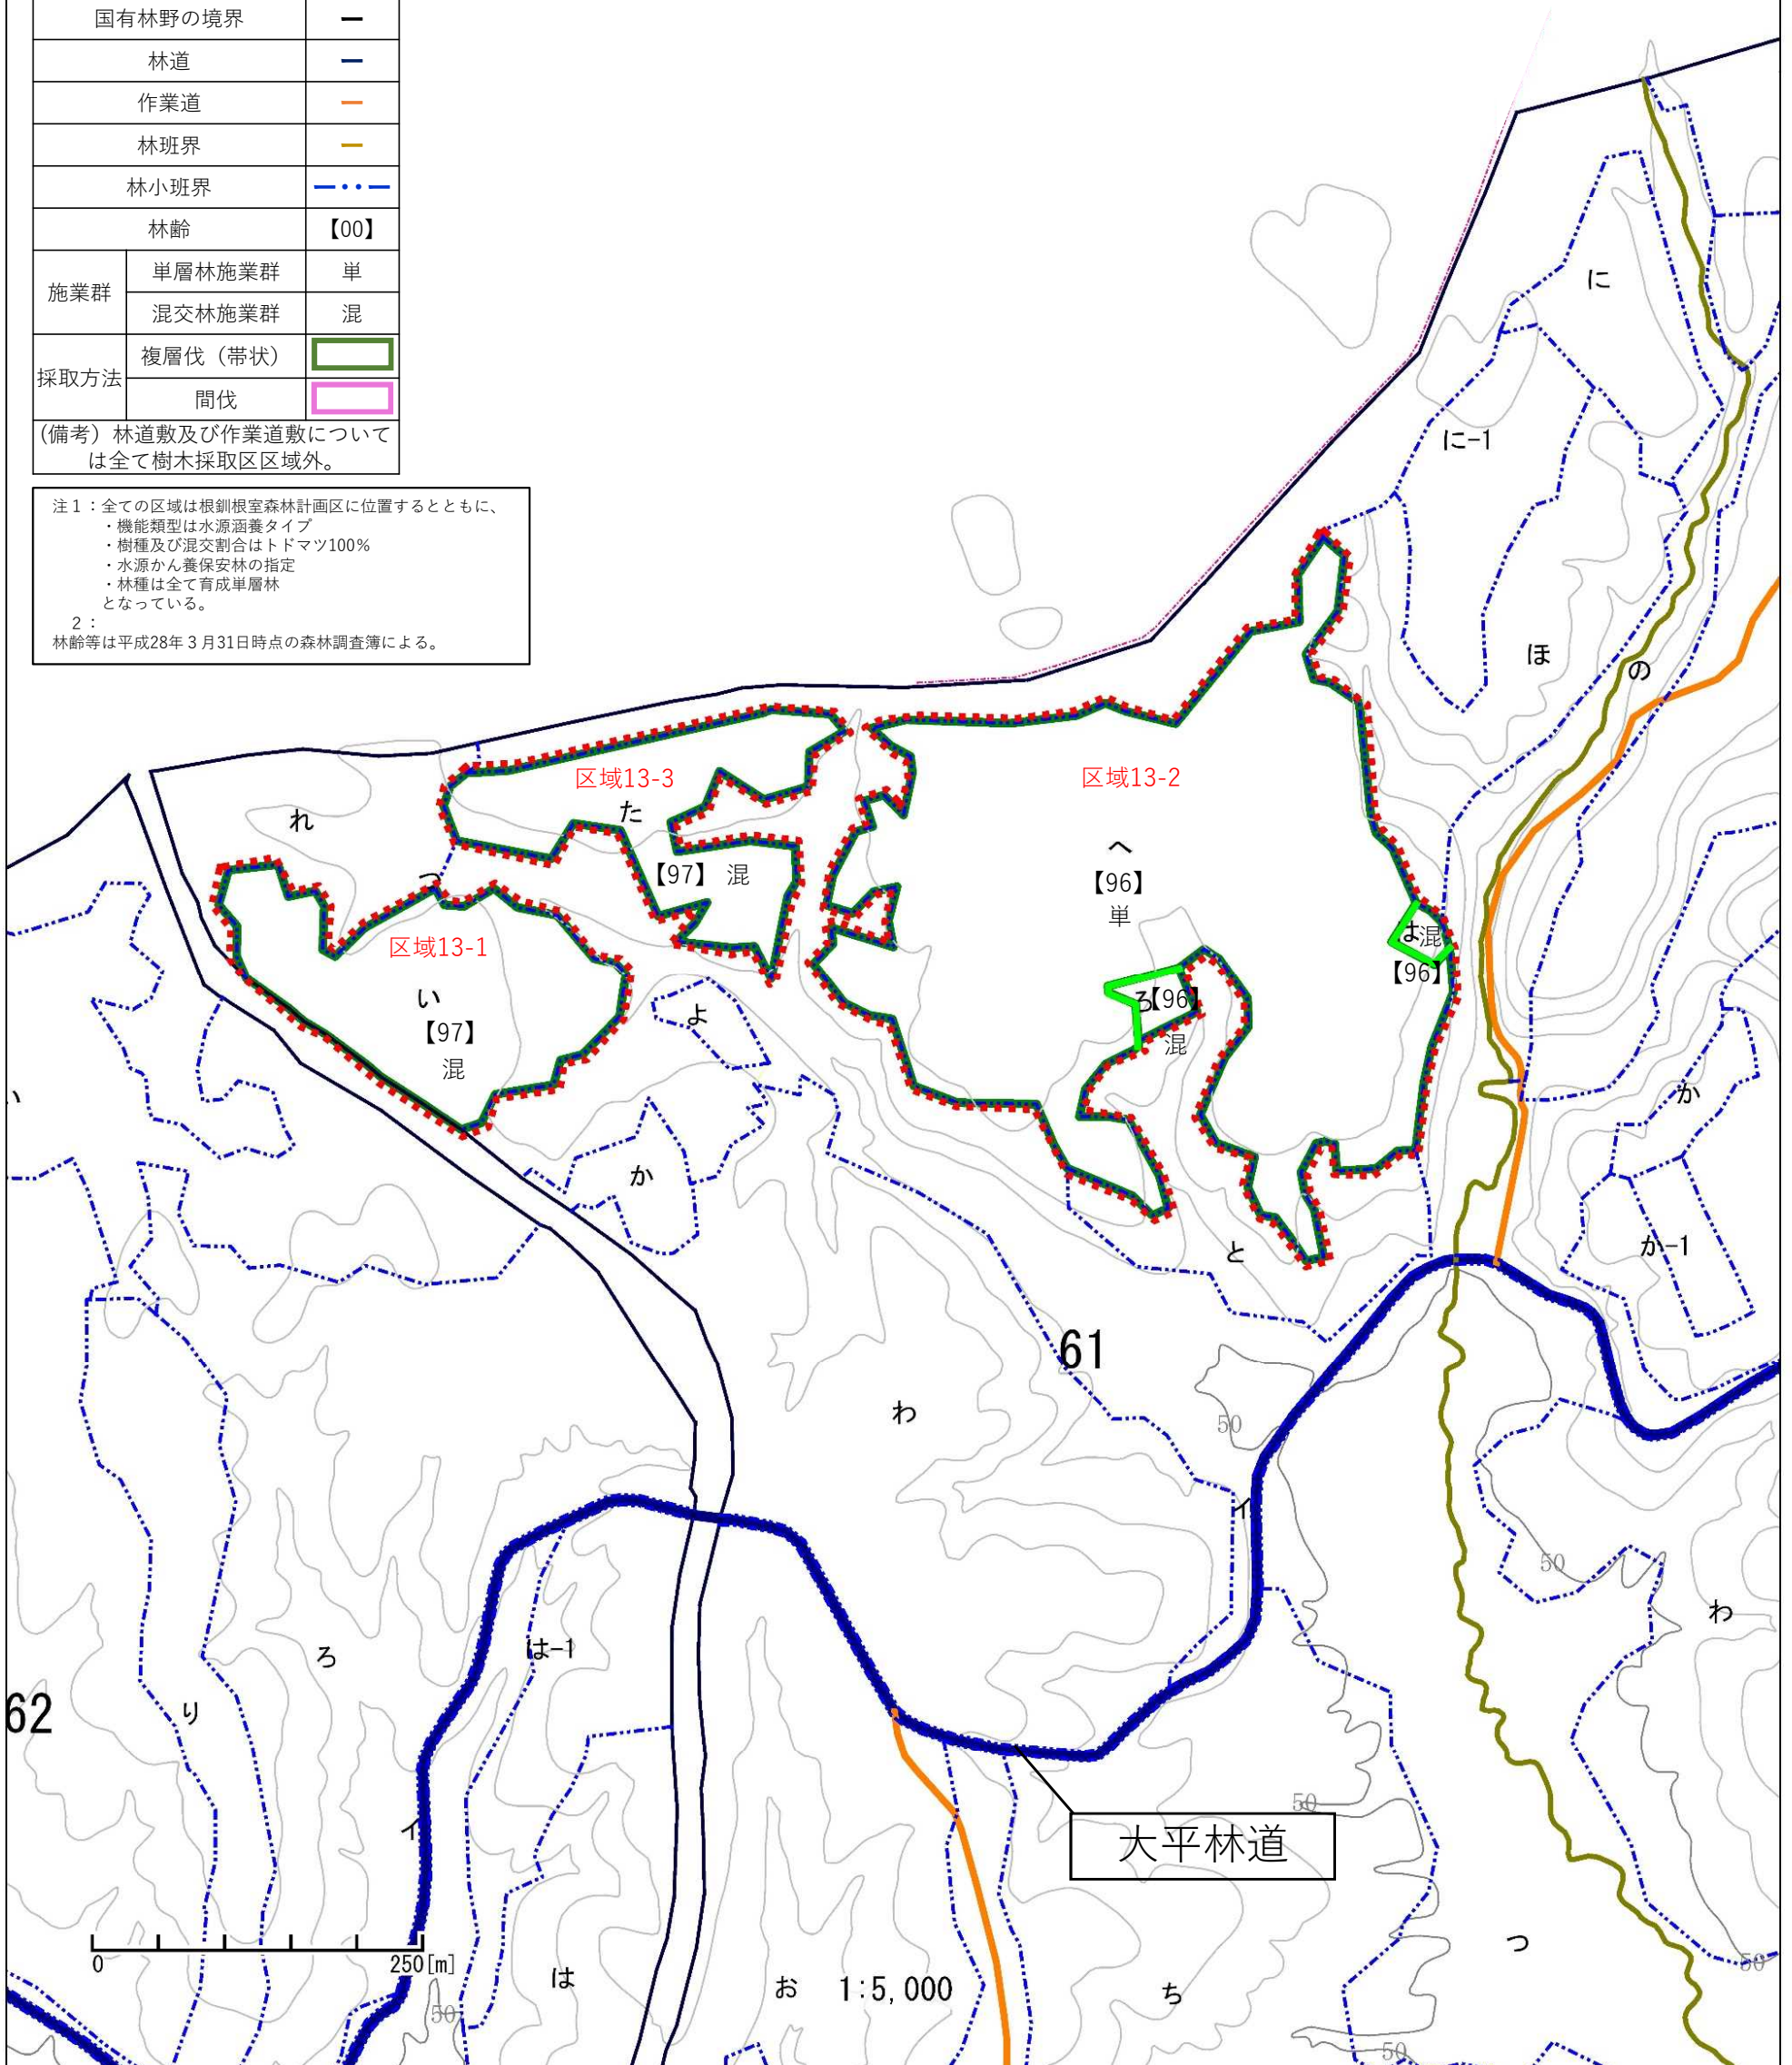 国有林野の境界
林道
作業道
林班界
林小班界
林齢 【00】
施業群 単層林施業群 単
混交林施業群 混
採取方法 複層伐（帯状）
間伐
(備考）林道敷及び作業道敷について
は全て樹木採取区区域外。
注１：全ての区域は根釧根室森林計画区に位置するとともに、
・機能類型は水源涵養タイプ
・樹種及び混交割合はトドマツ100％
・水源かん養保安林の指定
・林種は全て育成単層林
となっている。
２：
林齢等は平成28年３月31日時点の森林調査簿による。
に
に-1
ほ
の
区域13-3
た
【97】 混
区域13-2
へ
【96】
単
れ
つ
区域13-1
い
【97】
混
は混
【96】
ろ【96】
混
よ
か
か
か-1
と
い
61
わ
50
イ
50
わ
ろ
は-1
62
り
イ
50
大平林道
つ
50
0
250[m]
は
お
1:5,000
ち
50
50